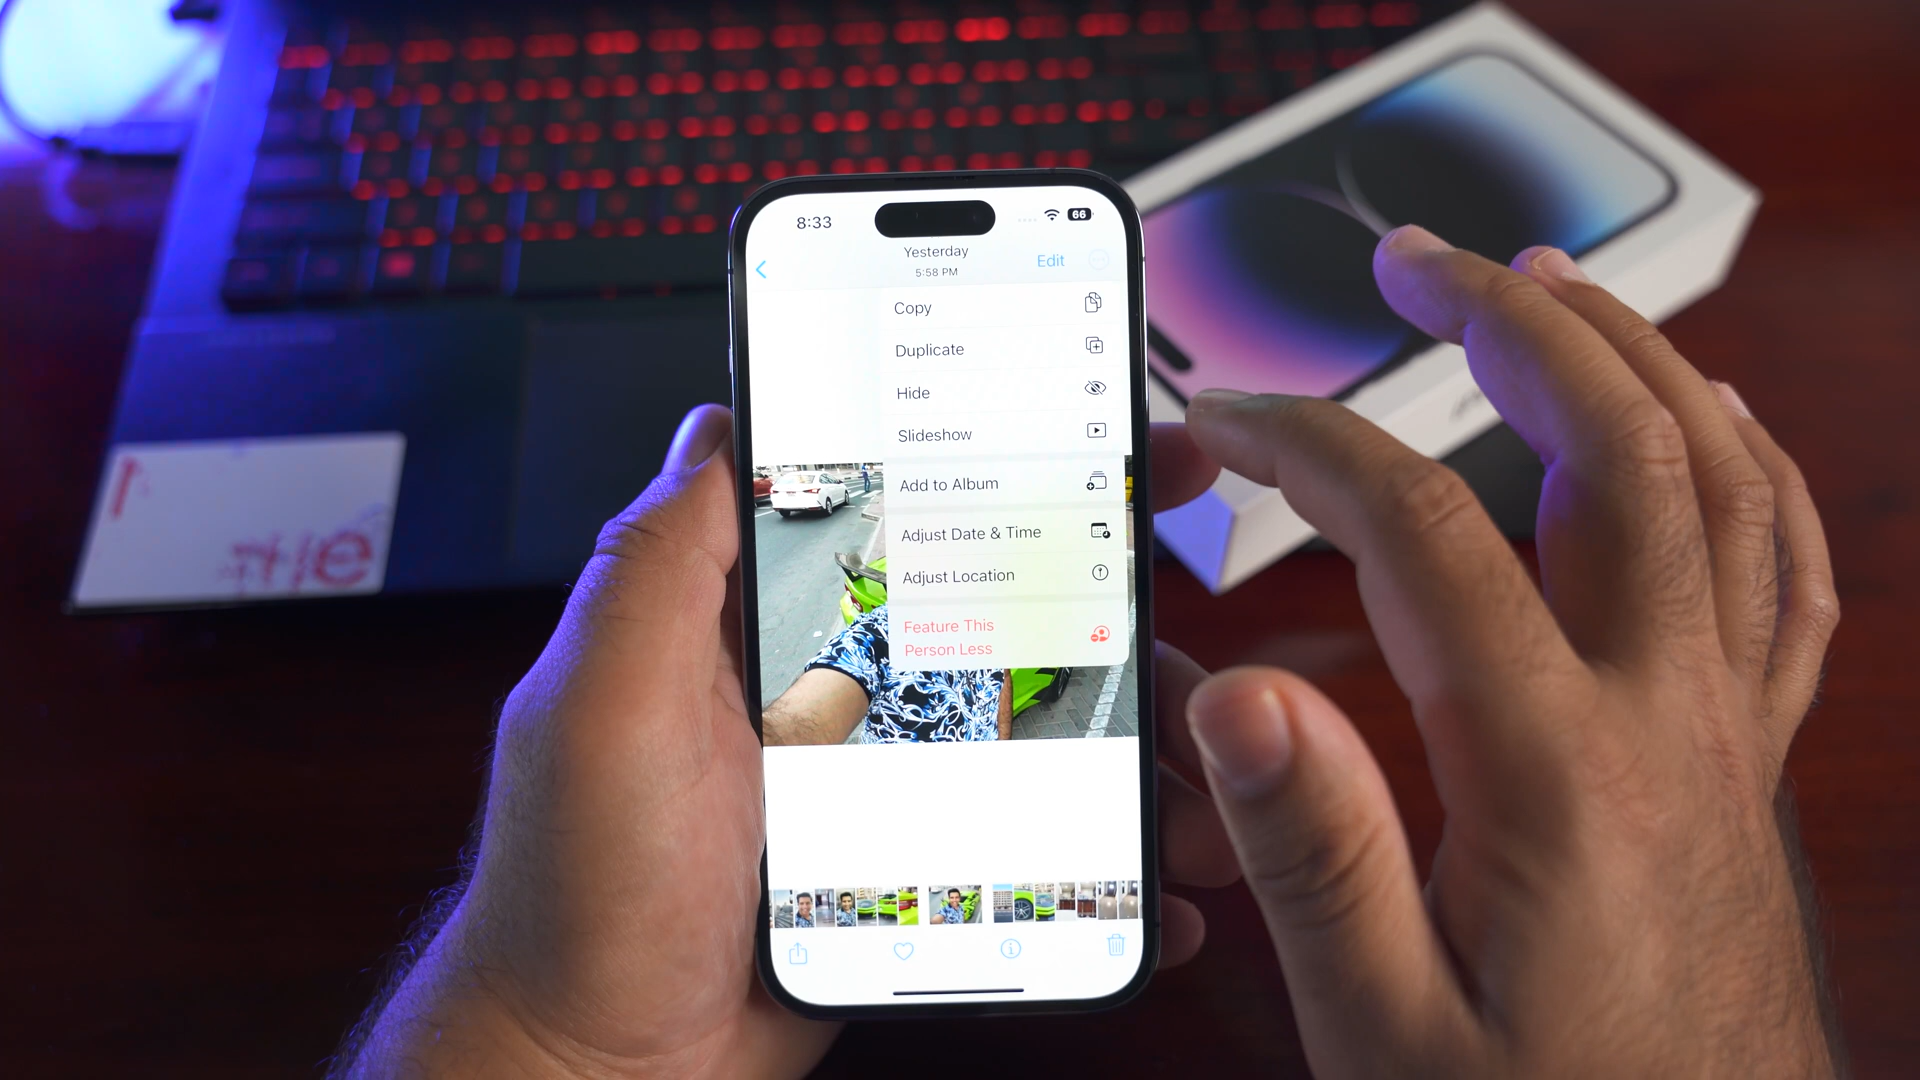 8:33
66
Yesterday
5:58 PM
Edit
Copy
Duplicate
Hide
Slideshow
Add to Album
Adjust Date & Time
Adjust Location
Feature This
Person Less